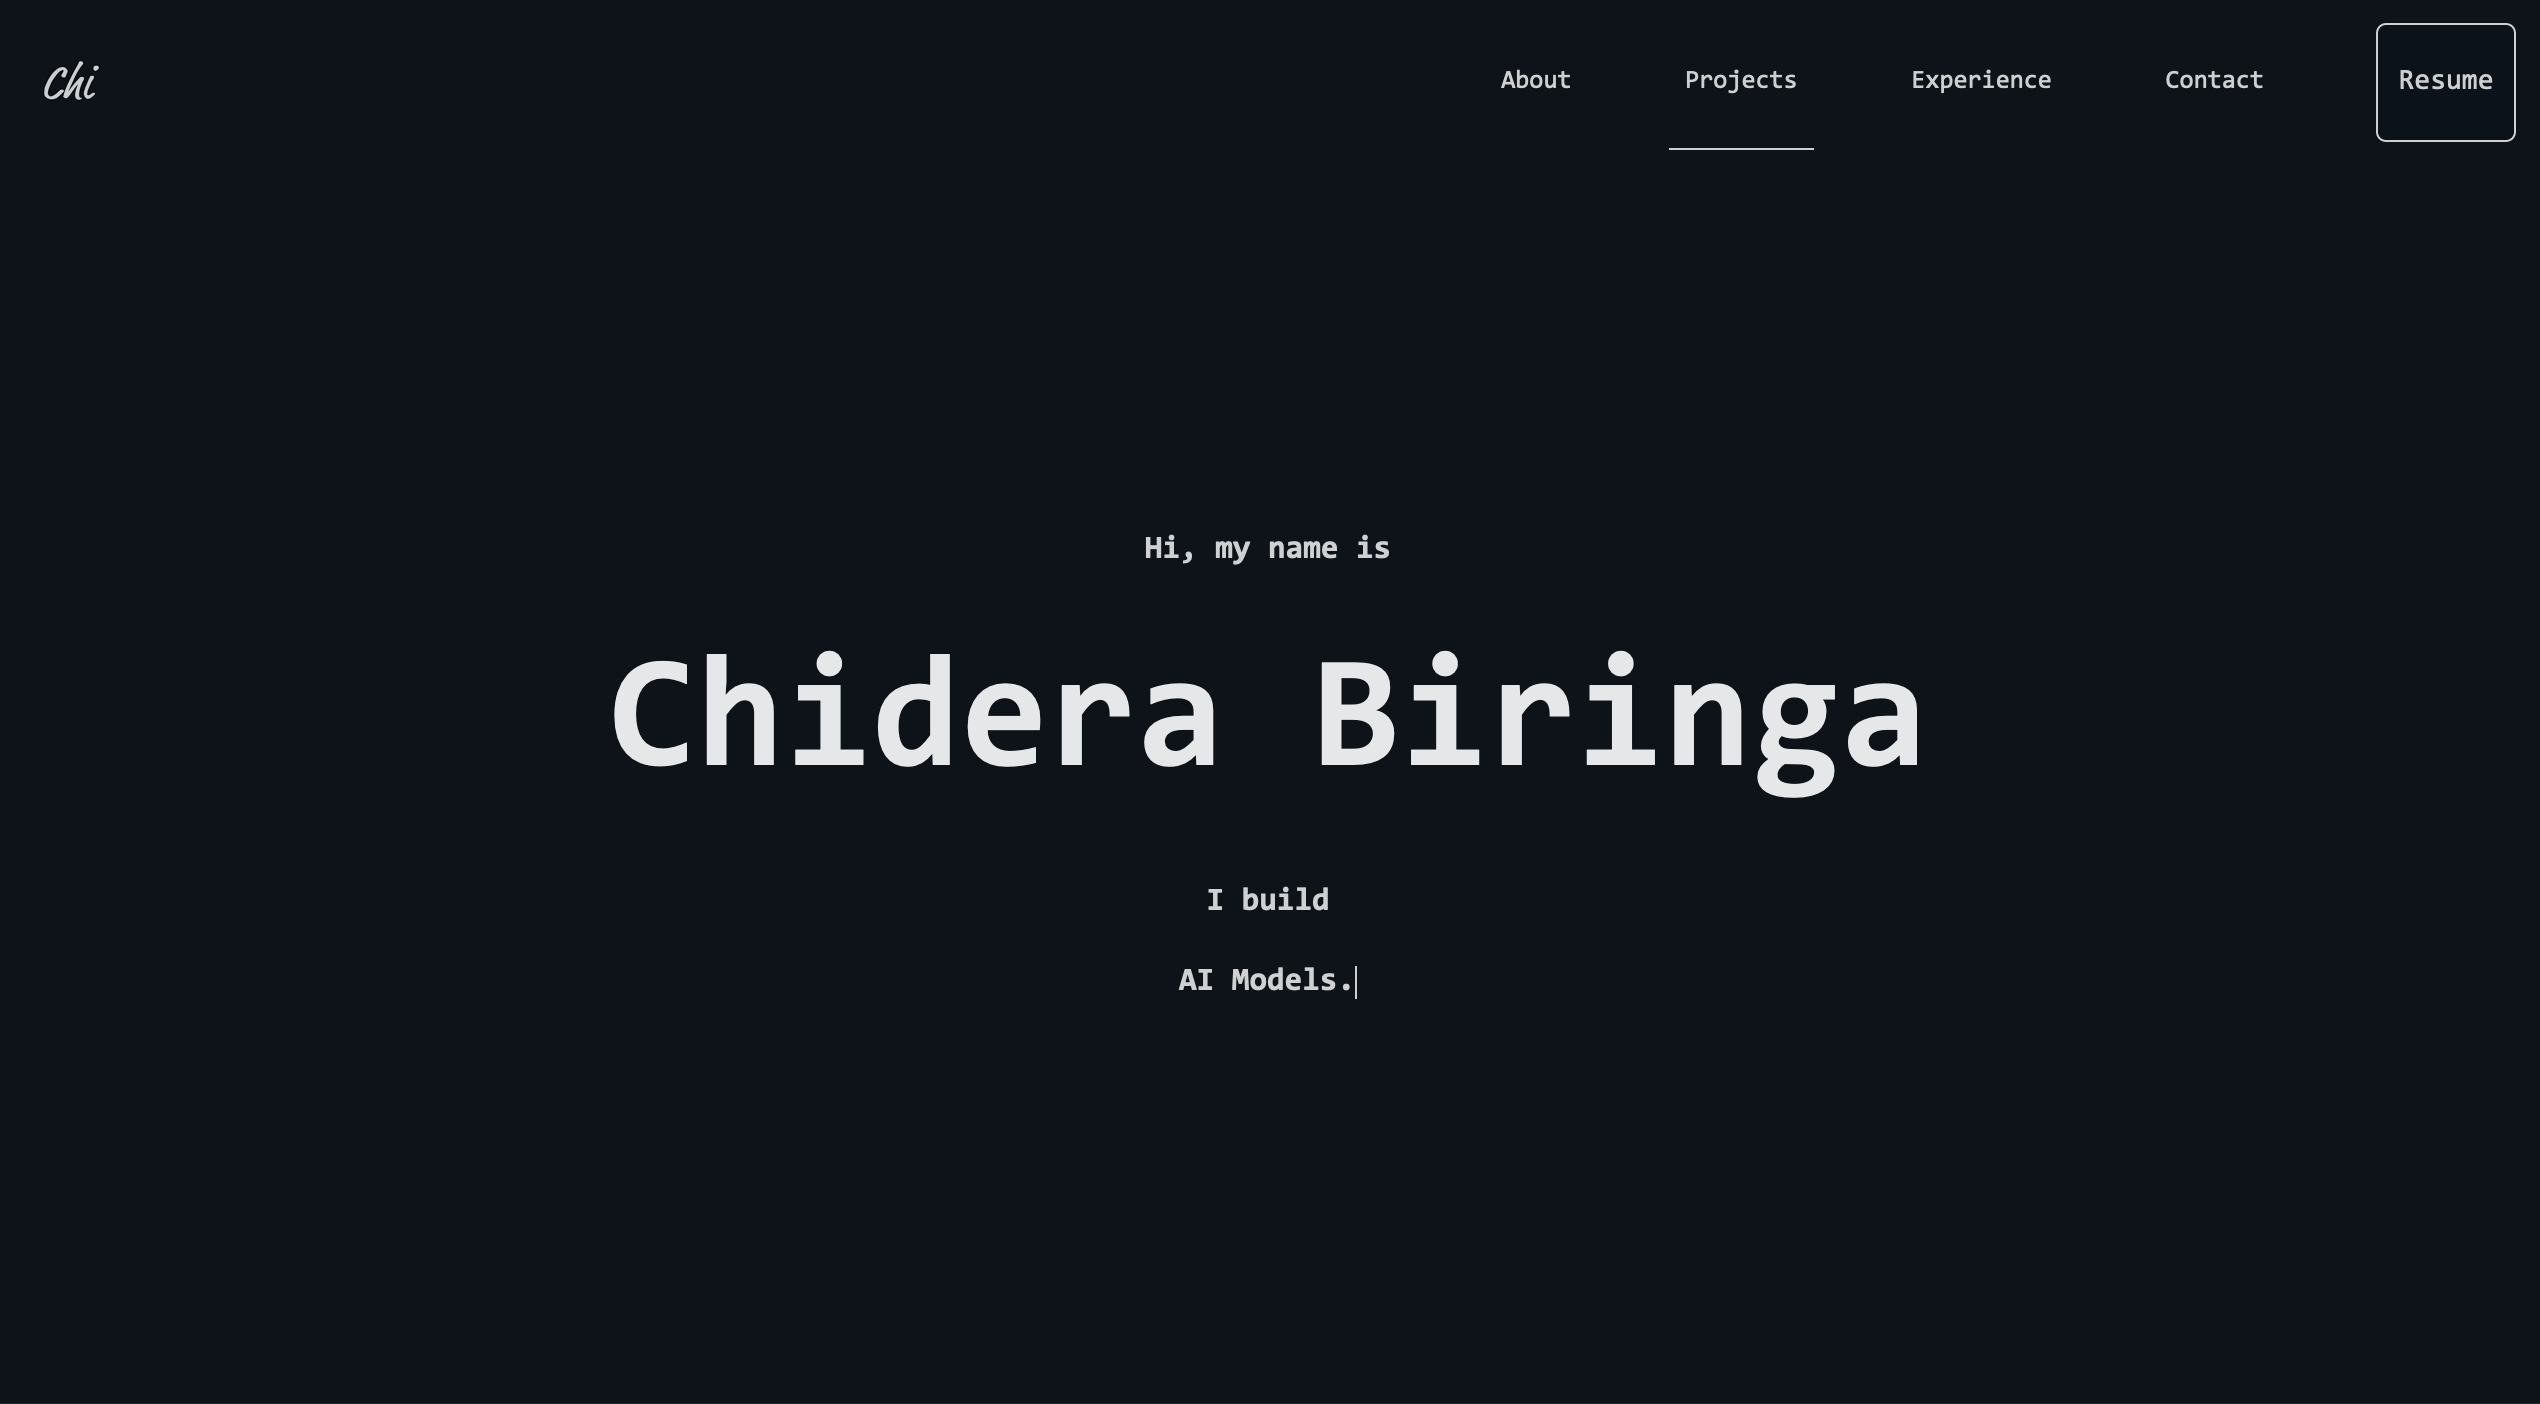 Chi
About
Projects
Experience
Contact
Resume
Hi, my name is
Chidera Biringa
I build
AI Models.